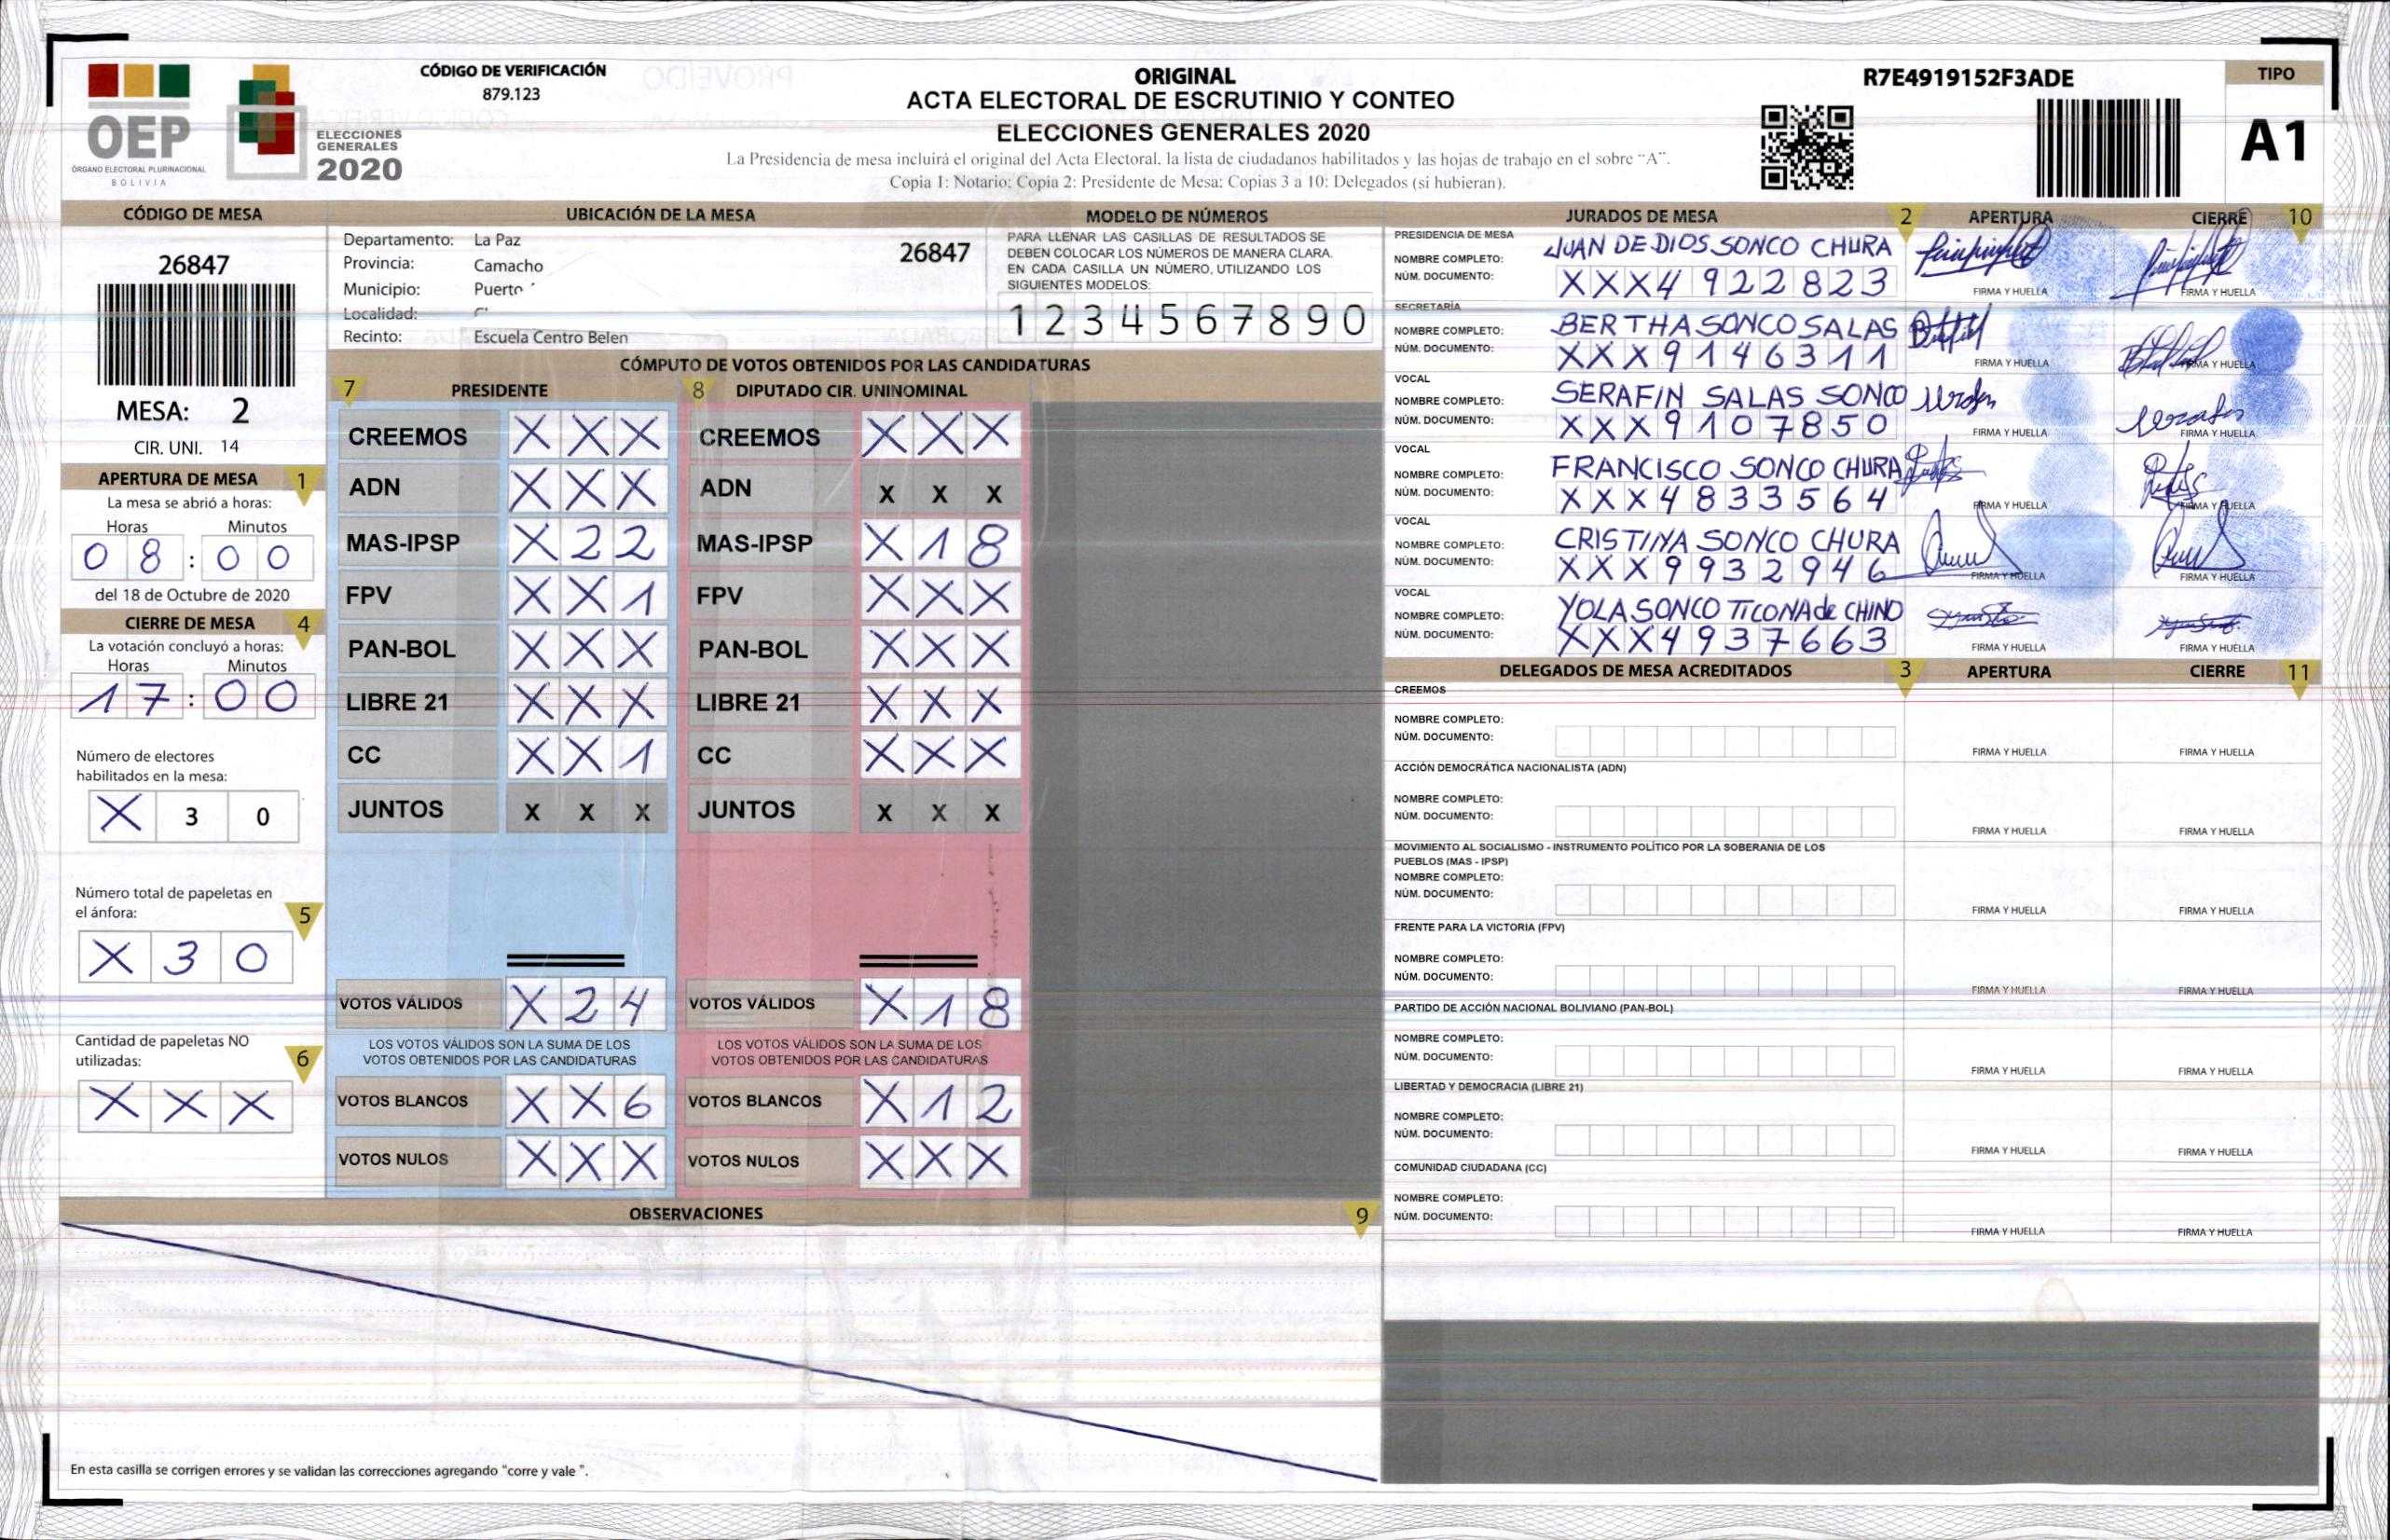 CÓDIGO DE VERIFICACIÓN
879.123
OEP
ÓRGANO ELECTORAL PLURINACIONAL
BOLIVIA
ELECCIONES
GENERALES
2020
ORIGINAL
ACTA ELECTORAL DE ESCRUTINIO Y CONTEO
ELECCIONES GENERALES 2020
La Presidencia de mesa incluirá el original del Acta Electoral, la lista de ciudadanos habilitados y las hojas de trabajo en el sobre "A".
Copia 1: Notario; Copia 2: Presidente de Mesa; Copias 3 a 10: Delegados (si hubieran).
R7E4919152F3ADE
TIPO
A1
CÓDIGO DE MESA
26847
MESA: 2
CIR. UNI. 14
APERTURA DE MESA 1
La mesa se abrió a horas:
Horas Minutos
08:00
del 18 de Octubre de 2020
CIERRE DE MESA 4
La votación concluyó a horas:
Horas Minutos
17:00
Número de electores
habilitados en la mesa:
X 3 0
Número total de papeletas en
el ánfora: 5
X 3 0
Cantidad de papeletas NO
utilizadas: 6
X X X
UBICACIÓN DE LA MESA
Departamento: La Paz
26847
Provincia: Camacho
Municipio: Puerto
Localidad:
Recinto: Escuela Centro Belen
MODELO DE NÚMEROS
PARA LLENAR LAS CASILLAS DE RESULTADOS SE
DEBEN COLOCAR LOS NÚMEROS DE MANERA CLARA.
EN CADA CASILLA UN NÚMERO, UTILIZANDO LOS
SIGUIENTES MODELOS:
1 2 3 4 5 6 7 8 9 0
CÓMPUTO DE VOTOS OBTENIDOS POR LAS CANDIDATURAS
7 PRESIDENTE 8 DIPUTADO CIR. UNINOMINAL
CREEMOS X X X CREEMOS X X X
ADN X X X ADN X X X
MAS-IPSP X 2 2 MAS-IPSP X 1 8
FPV X X 1 FPV X X X
PAN-BOL X X X PAN-BOL X X X
LIBRE 21 X X X LIBRE 21 X X X
CC X X 1 CC X X X
JUNTOS X X X JUNTOS X X X
VOTOS VÁLIDOS X 2 4 VOTOS VÁLIDOS X 1 8
LOS VOTOS VÁLIDOS SON LA SUMA DE LOS LOS VOTOS VÁLIDOS SON LA SUMA DE LOS
VOTOS OBTENIDOS POR LAS CANDIDATURAS VOTOS OBTENIDOS POR LAS CANDIDATURAS
VOTOS BLANCOS X X 6 VOTOS BLANCOS X 1 2
VOTOS NULOS X X X VOTOS NULOS X X X
OBSERVACIONES 9
En esta casilla se corrigen errores y se validan las correcciones agregando "corre y vale ".
JURADOS DE MESA 2 APERTURA CIERRE 10
PRESIDENCIA DE MESA
NOMBRE COMPLETO: JUAN DE DIOS SONCO CHURA
NÚM. DOCUMENTO: XXX4922823
FIRMA Y HUELLA FIRMA Y HUELLA
SECRETARÍA
NOMBRE COMPLETO: BERTHA SONCO SALAS
NÚM. DOCUMENTO: XXX9146311
FIRMA Y HUELLA FIRMA Y HUELLA
VOCAL
NOMBRE COMPLETO: SERAFIN SALAS SONCO
NÚM. DOCUMENTO: XXX9107850
FIRMA Y HUELLA FIRMA Y HUELLA
VOCAL
NOMBRE COMPLETO: FRANCISCO SONCO CHURA
NÚM. DOCUMENTO: XXX4833564
FIRMA Y HUELLA FIRMA Y HUELLA
VOCAL
NOMBRE COMPLETO: CRISTINA SONCO CHURA
NÚM. DOCUMENTO: XXX9932946
FIRMA Y HUELLA FIRMA Y HUELLA
VOCAL
NOMBRE COMPLETO: YOLA SONCO TICONA de CHINO
NÚM. DOCUMENTO: XXX4937663
FIRMA Y HUELLA FIRMA Y HUELLA
DELEGADOS DE MESA ACREDITADOS 3 APERTURA CIERRE 11
CREEMOS
NOMBRE COMPLETO:
NÚM. DOCUMENTO:
FIRMA Y HUELLA FIRMA Y HUELLA
ACCIÓN DEMOCRÁTICA NACIONALISTA (ADN)
NOMBRE COMPLETO:
NÚM. DOCUMENTO:
FIRMA Y HUELLA FIRMA Y HUELLA
MOVIMIENTO AL SOCIALISMO - INSTRUMENTO POLÍTICO POR LA SOBERANIA DE LOS
PUEBLOS (MAS - IPSP)
NOMBRE COMPLETO:
NÚM. DOCUMENTO:
FIRMA Y HUELLA FIRMA Y HUELLA
FRENTE PARA LA VICTORIA (FPV)
NOMBRE COMPLETO:
NÚM. DOCUMENTO:
FIRMA Y HUELLA FIRMA Y HUELLA
PARTIDO DE ACCIÓN NACIONAL BOLIVIANO (PAN-BOL)
NOMBRE COMPLETO:
NÚM. DOCUMENTO:
FIRMA Y HUELLA FIRMA Y HUELLA
LIBERTAD Y DEMOCRACIA (LIBRE 21)
NOMBRE COMPLETO:
NÚM. DOCUMENTO:
FIRMA Y HUELLA FIRMA Y HUELLA
COMUNIDAD CIUDADANA (CC)
NOMBRE COMPLETO:
NÚM. DOCUMENTO:
FIRMA Y HUELLA FIRMA Y HUELLA